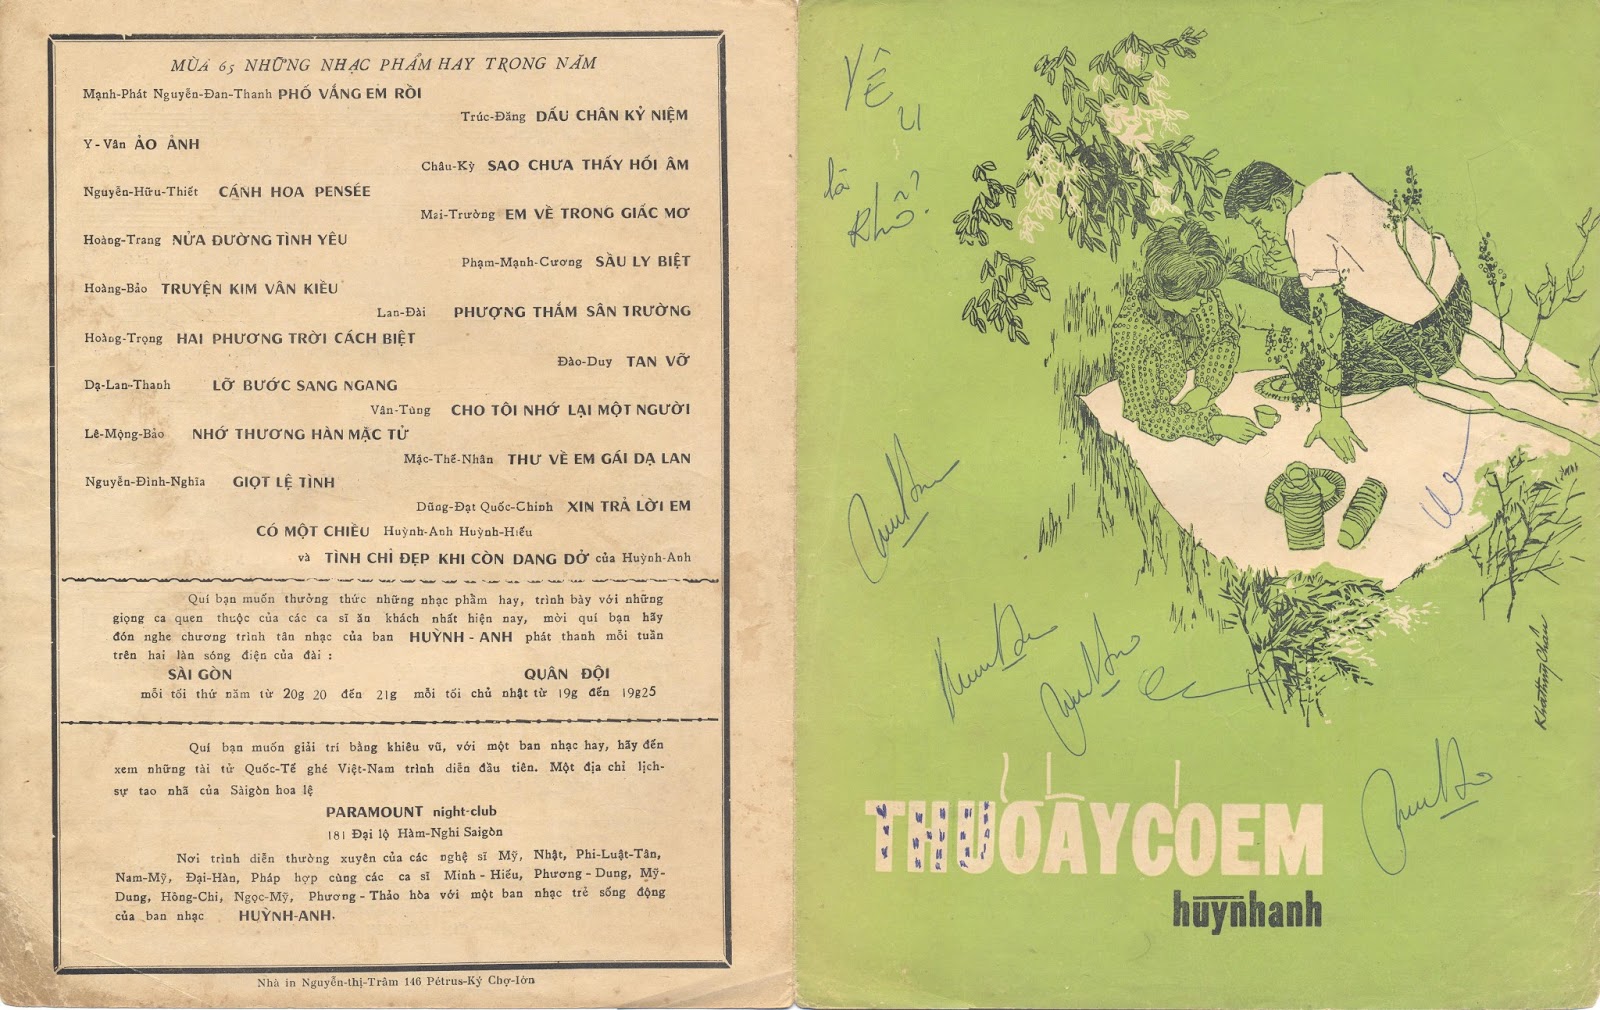 MÙA 65 NHỮNG NHẠC PHẨM HAY TRONG NĂM
Mạnh-Phát Nguyễn-Đan-Thanh PHỐ VẮNG EM RỒI
Trúc-Đăng DẤU CHÂN KỶ NIỆM
Y-Vân ẢO ẢNH
Châu-Kỳ SAO CHƯA THẤY HỒI ÂM
Nguyễn-Hữu-Thiết CÁNH HOA PENSÉE
Mai-Trường EM VỀ TRONG GIẤC MƠ
Hoàng-Trang NỬA ĐƯỜNG TÌNH YÊU
Phạm-Mạnh-Cương SẦU LY BIỆT
Hoàng-Bảo TRUYỆN KIM VÂN KIỀU
Lan-Đài PHƯỢNG THẮM SÂN TRƯỜNG
Hoàng-Trọng HAI PHƯƠNG TRỜI CÁCH BIỆT
Đào-Duy TAN VỠ
Dạ-Lan-Thanh LỠ BƯỚC SANG NGANG
Văn-Tùng CHO TÔI NHỚ LẠI MỘT NGƯỜI
Lê-Mộng-Bảo NHỚ THƯƠNG HÀN MẶC TỬ
Mặc-Thế-Nhân THƯ VỀ EM GÁI DẠ LAN
Nguyễn-Đình-Nghĩa GIỌT LỆ TÌNH
Dũng-Đạt Quốc-Chinh XIN TRẢ LỜI EM
CÓ MỘT CHIỀU Huỳnh-Anh Huỳnh-Hiếu
và TÌNH CHỈ ĐẸP KHI CÒN DANG DỞ của Huỳnh-Anh
Quí bạn muốn thưởng thức những nhạc phẩm hay, trình bày với những
giọng ca quen thuộc của các ca sĩ ăn khách nhất hiện nay, mời quí bạn hãy
đón nghe chương trình tân nhạc của ban HUỲNH-ANH phát thanh mỗi tuần
trên hai làn sóng điện của đài :
SÀI GÒN QUÂN ĐỘI
mỗi tối thứ năm từ 20g 20 đến 21g mỗi tối chủ nhật từ 19g đến 19g25
Quí bạn muốn giải trí bằng khiêu vũ, với một ban nhạc hay, hãy đến
xem những tài tử Quốc-Tế ghé Việt-Nam trình diễn đầu tiên. Một địa chỉ lịch-
sự tao nhã của Sàigòn hoa lệ
PARAMOUNT night-club
181 Đại lộ Hàm-Nghi Saigòn
Nơi trình diễn thường xuyên của các nghệ sĩ Mỹ, Nhật, Phi-Luật-Tân,
Nam-Mỹ, Đại-Hàn, Pháp hợp cùng các ca sĩ Minh-Hiếu, Phương-Dung, Mỹ-
Dung, Hồng-Chi, Ngọc-Mỹ, Phương-Thảo hòa với một ban nhạc trẻ sống động
của ban nhạc HUỲNH-ANH.
Nhà in Nguyễn-thị-Trâm 146 Pétrus-Ký Chợ-lớn
YÊU
là
Khổ?
KhaThùyChâu
THUỞẤYCÓEM
huỳnhanh